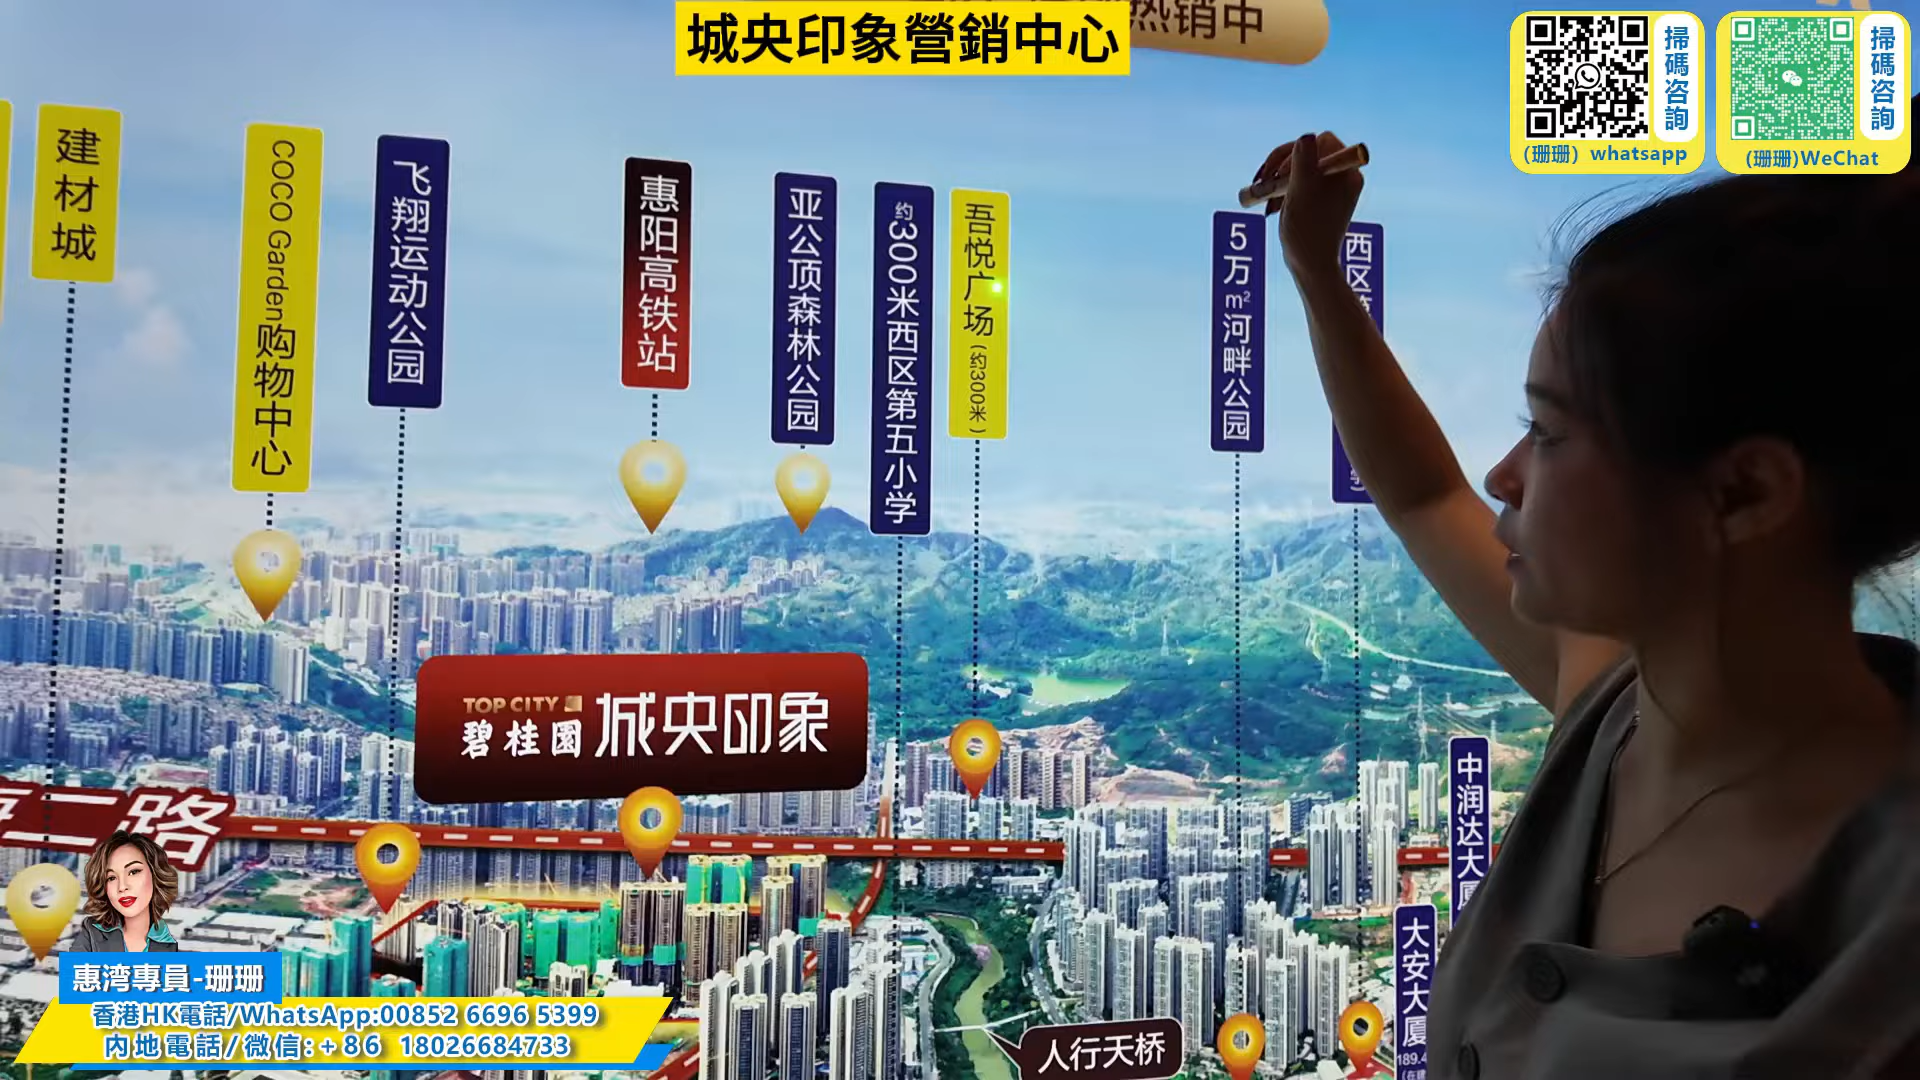 城央印象營銷中心
热销中
掃碼咨詢
(珊珊) whatsapp
掃碼咨詢
(珊珊)WeChat
建材城
COCO Garden购物中心
飞翔运动公园
惠阳高铁站
亚公顶森林公园
约300米西区第五小学
吾悦广场(约300米)
5万m²河畔公园
西区第
TOP CITY
碧桂園 城央印象
二路
中润达大厦
大安大厦
189.4
人行天桥
惠湾專員-珊珊
香港HK電話/WhatsApp:00852 6696 5399
内地電話/微信:+86 18026684733